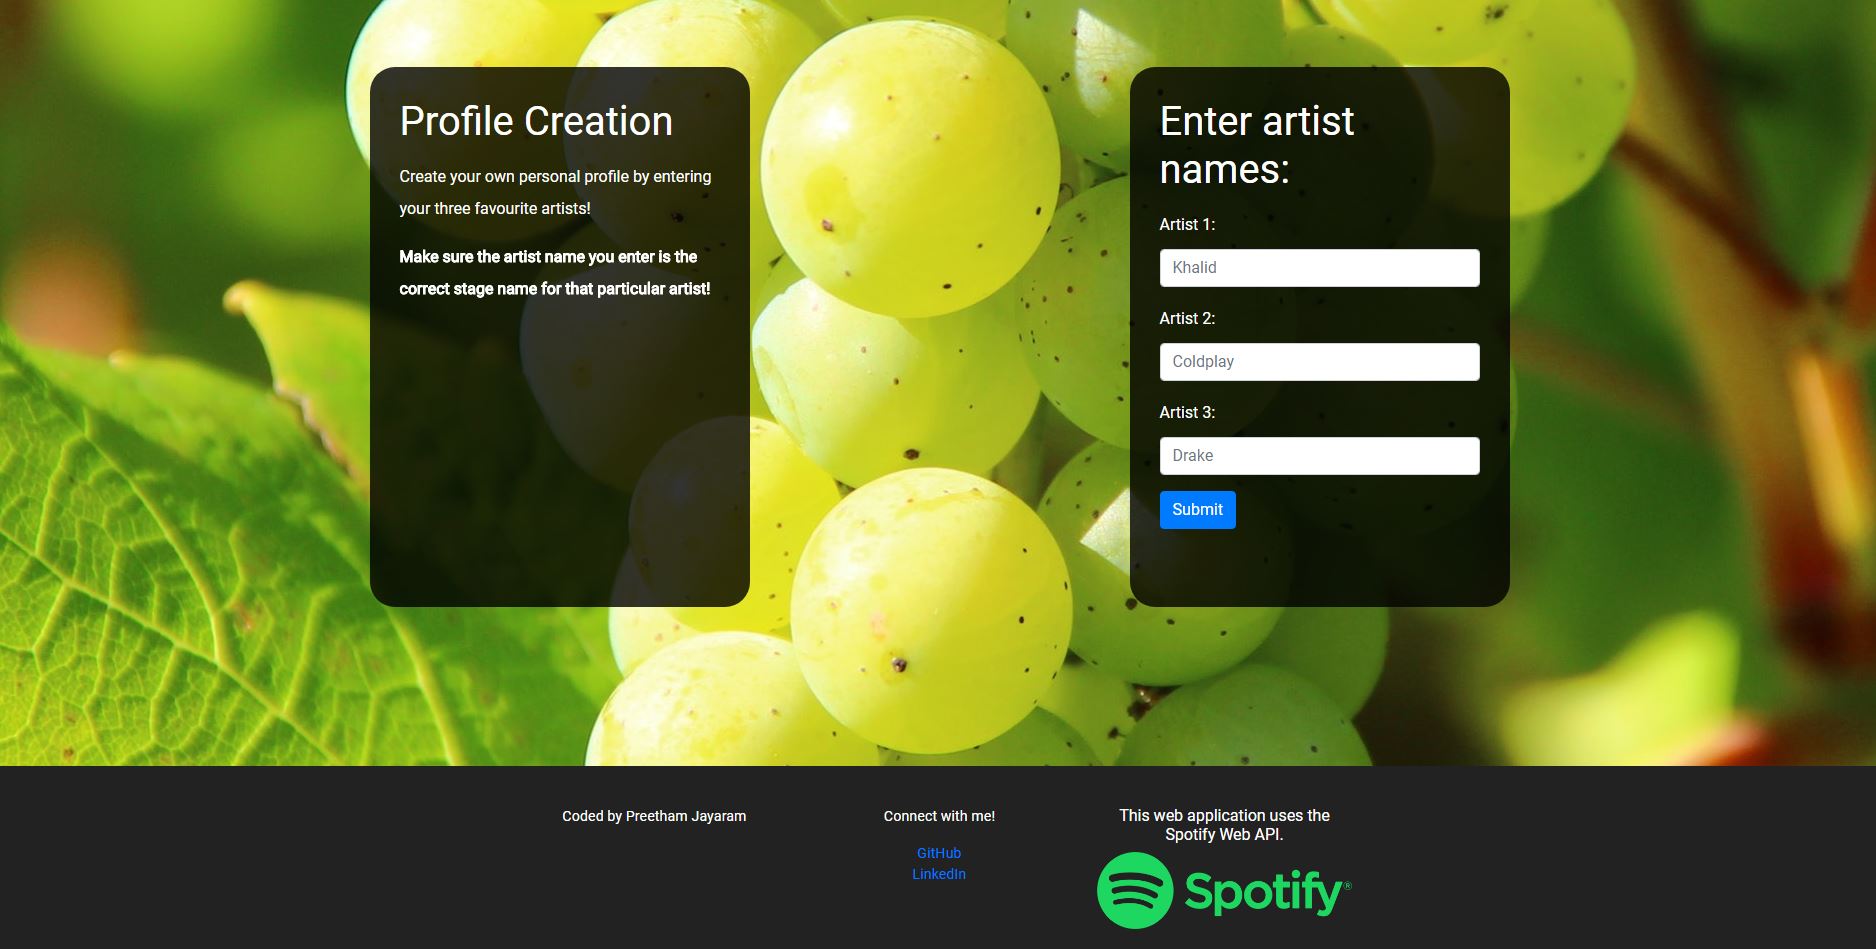 Profile Creation
Create your own personal profile by entering
your three favourite artists!
Make sure the artist name you enter is the
correct stage name for that particular artist!
Enter artist
names:
Artist 1:
Khalid
Artist 2:
Coldplay
Artist 3:
Drake
Submit
Coded by Preetham Jayaram
Connect with me!
GitHub
LinkedIn
This web application uses the
Spotify Web API.
Spotify®